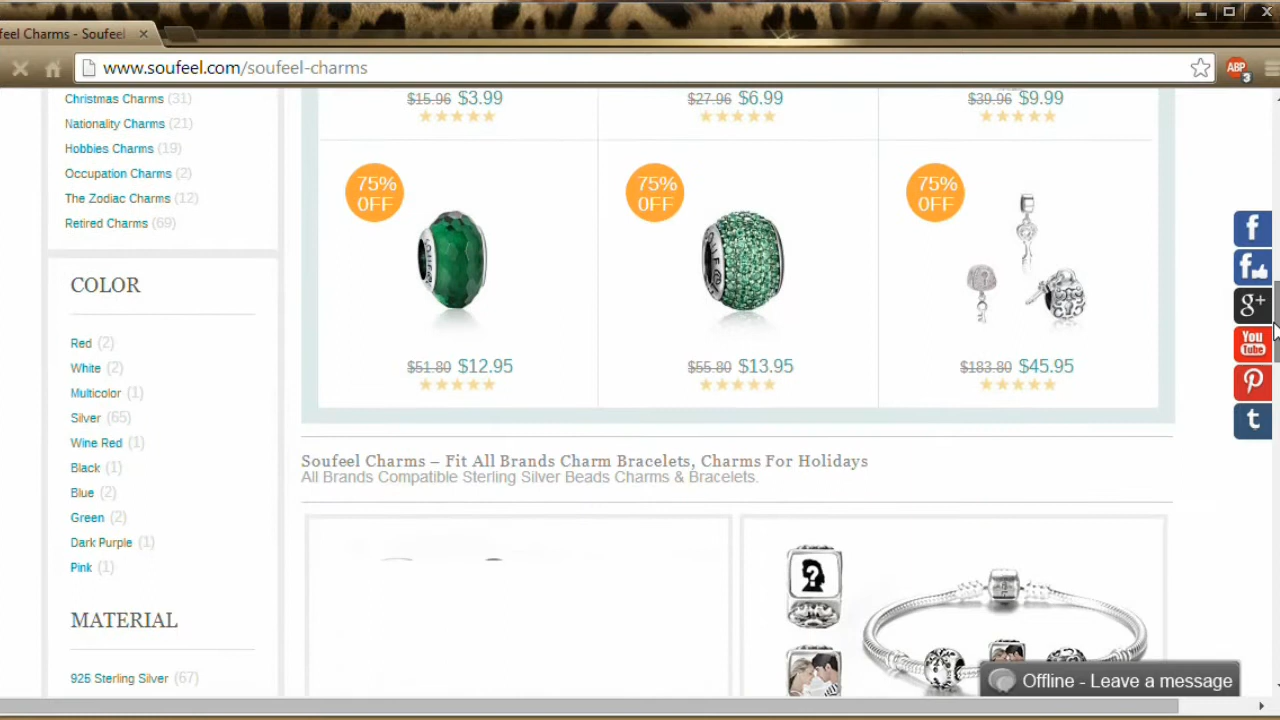 feel Charms - Soufeel
www.soufeel.com/soufeel-charms
ABP
3
Christmas Charms (31)
Nationality Charms (21)
Hobbies Charms (19)
Occupation Charms (2)
The Zodiac Charms (12)
Retired Charms (69)
COLOR
Red (2)
White (2)
Multicolor (1)
Silver (65)
Wine Red (1)
Black (1)
Blue (2)
Green (2)
Dark Purple (1)
Pink (1)
MATERIAL
925 Sterling Silver (67)
$15.96 $3.99
$27.96 $6.99
$39.96 $9.99
75% OFF
75% OFF
75% OFF
$51.80 $12.95
$55.80 $13.95
$183.80 $45.95
Soufeel Charms – Fit All Brands Charm Bracelets, Charms For Holidays
All Brands Compatible Sterling Silver Beads Charms & Bracelets.
f
f
g+
You
Tube
t
?
Offline - Leave a message